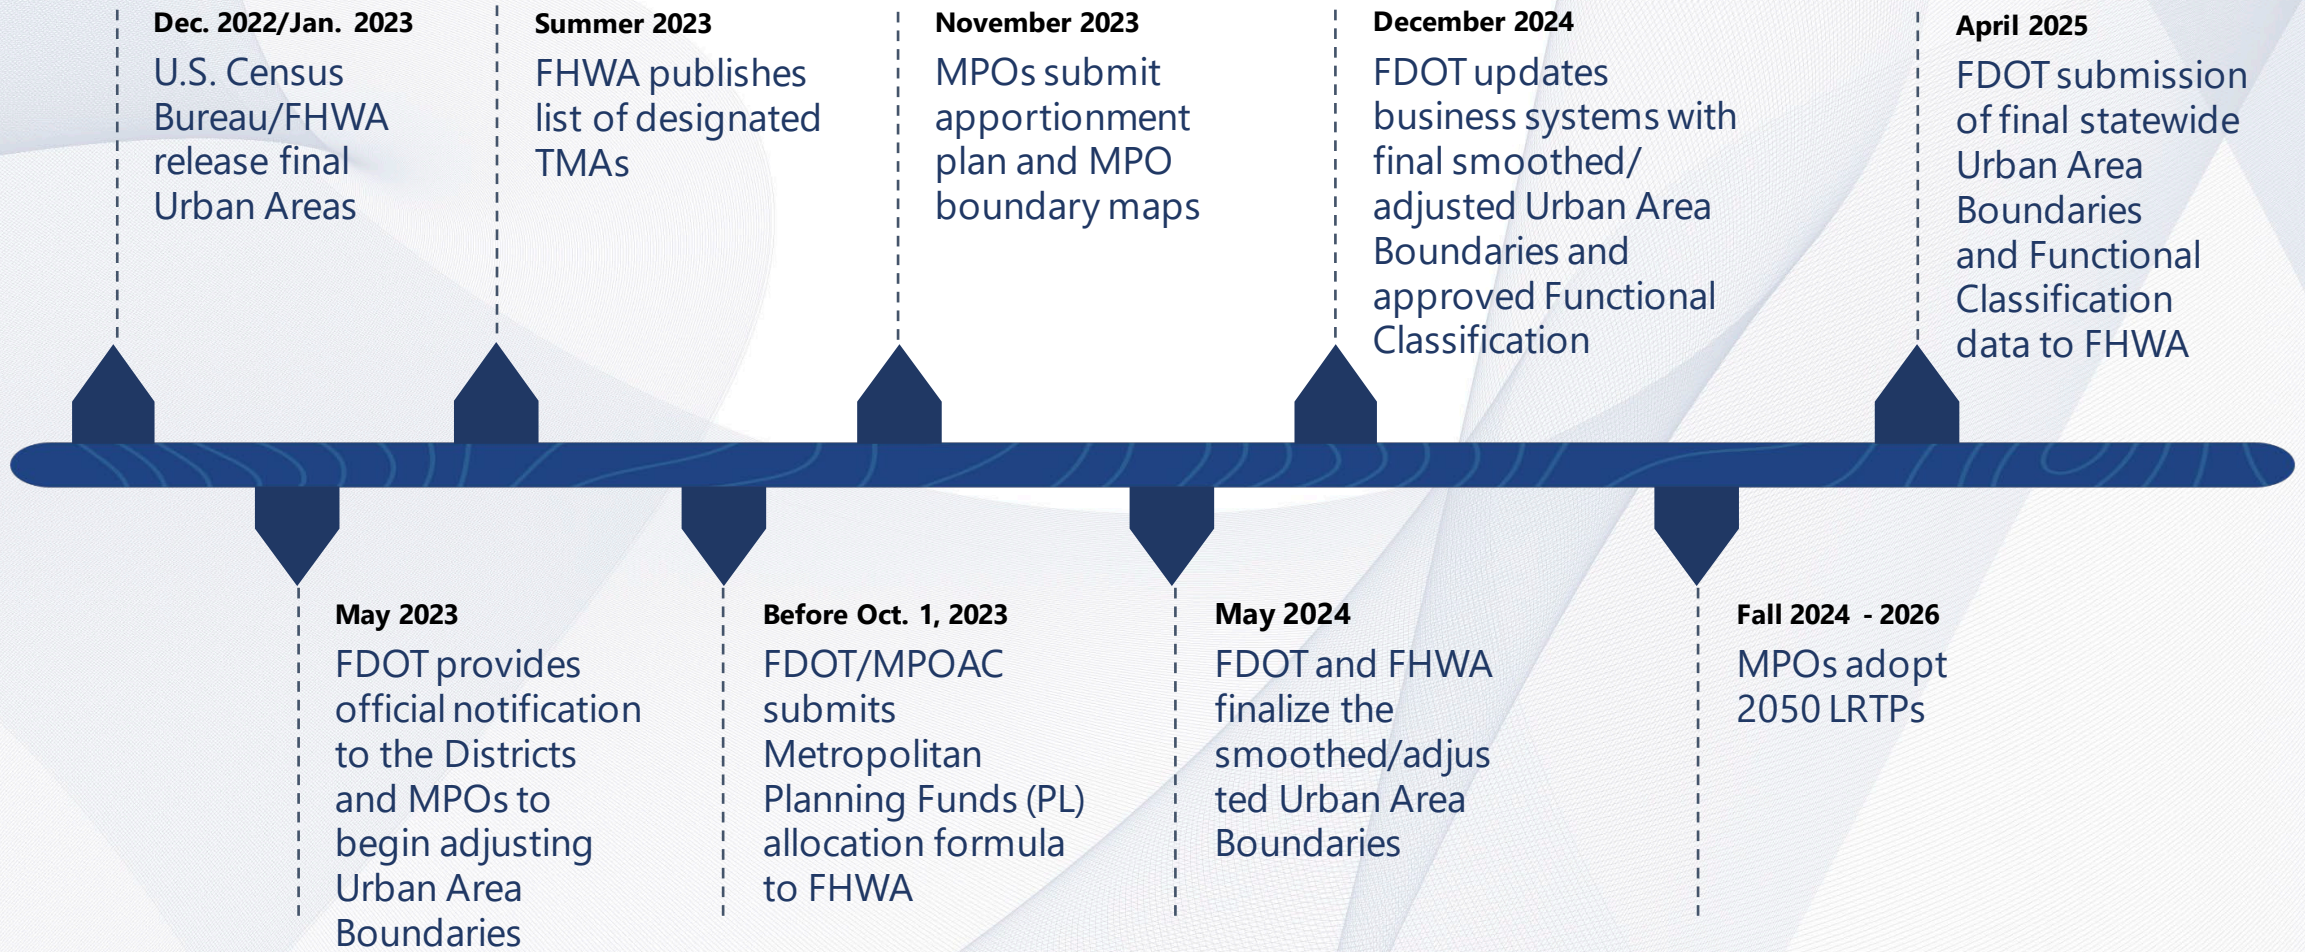 Dec. 2022/Jan. 2023
U.S. Census
Bureau/FHWA
release final
Urban Areas
Summer 2023
FHWA publishes
list of designated
TMAs
November 2023
MPOs submit
apportionment
plan and MPO
boundary maps
December 2024
FDOT updates
business systems with
final smoothed/
adjusted Urban Area
Boundaries and
approved Functional
Classification
April 2025
FDOT submission
of final statewide
Urban Area
Boundaries
and Functional
Classification
data to FHWA
May 2023
FDOT provides
official notification
to the Districts
and MPOs to
begin adjusting
Urban Area
Boundaries
Before Oct. 1, 2023
FDOT/MPOAC
submits
Metropolitan
Planning Funds (PL)
allocation formula
to FHWA
May 2024
FDOT and FHWA
finalize the
smoothed/adjus
ted Urban Area
Boundaries
Fall 2024 - 2026
MPOs adopt
2050 LRTPs